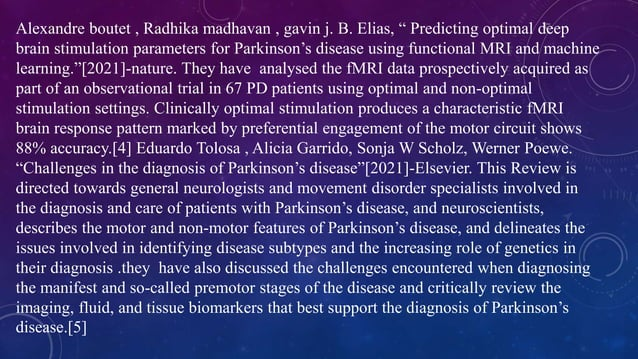 Alexandre boutet , Radhika madhavan , gavin j. B. Elias, “ Predicting optimal deep
brain stimulation parameters for Parkinson’s disease using functional MRI and machine
learning.”[2021]-nature. They have  analysed the fMRI data prospectively acquired as
part of an observational trial in 67 PD patients using optimal and non-optimal
stimulation settings. Clinically optimal stimulation produces a characteristic fMRI
brain response pattern marked by preferential engagement of the motor circuit shows
88% accuracy.[4] Eduardo Tolosa , Alicia Garrido, Sonja W Scholz, Werner Poewe.
“Challenges in the diagnosis of Parkinson’s disease”[2021]-Elsevier. This Review is
directed towards general neurologists and movement disorder specialists involved in
the diagnosis and care of patients with Parkinson’s disease, and neuroscientists,
describes the motor and non-motor features of Parkinson’s disease, and delineates the
issues involved in identifying disease subtypes and the increasing role of genetics in
their diagnosis .they  have also discussed the challenges encountered when diagnosing
the manifest and so-called premotor stages of the disease and critically review the
imaging, fluid, and tissue biomarkers that best support the diagnosis of Parkinson’s
disease.[5]